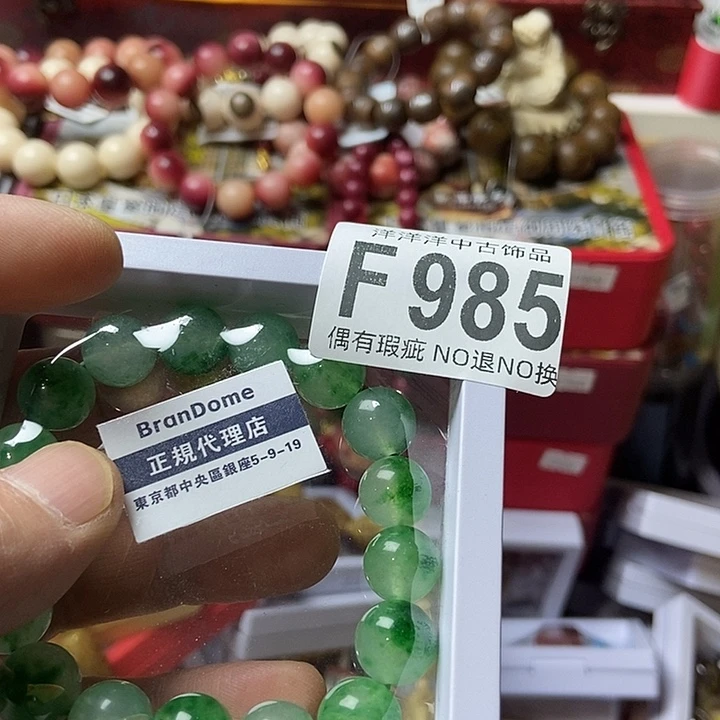 洋洋洋中古饰品
F985
偶有瑕疵 NO退NO换
BranDome
正規代理店
東京都中央區銀座5-9-19